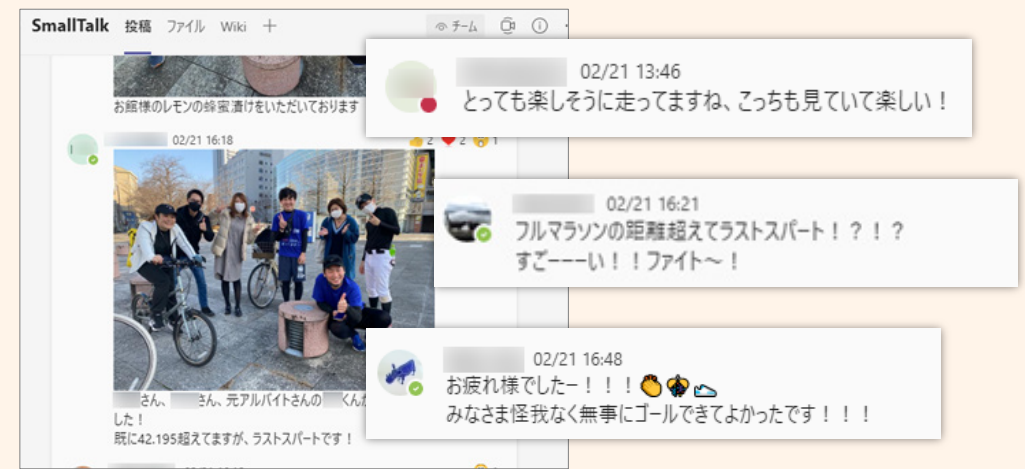 SmallTalk 投稿 ファイル Wiki ＋ チーム
お館様のレモンの蜂蜜漬けをいただいております
02/21 16:18
2 2 1
さん、 さん、元アルバイトさんの くんが
した！
既に42.195超えてますが、ラストスパートです！
02/21 13:46
とっても楽しそうに走ってますね、こっちも見ていて楽しい！
02/21 16:21
フルマラソンの距離超えてラストスパート！？！？
すごーーーい！！ファイト～！
02/21 16:48
お疲れ様でしたー！！！
みなさま怪我なく無事にゴールできてよかったです！！！